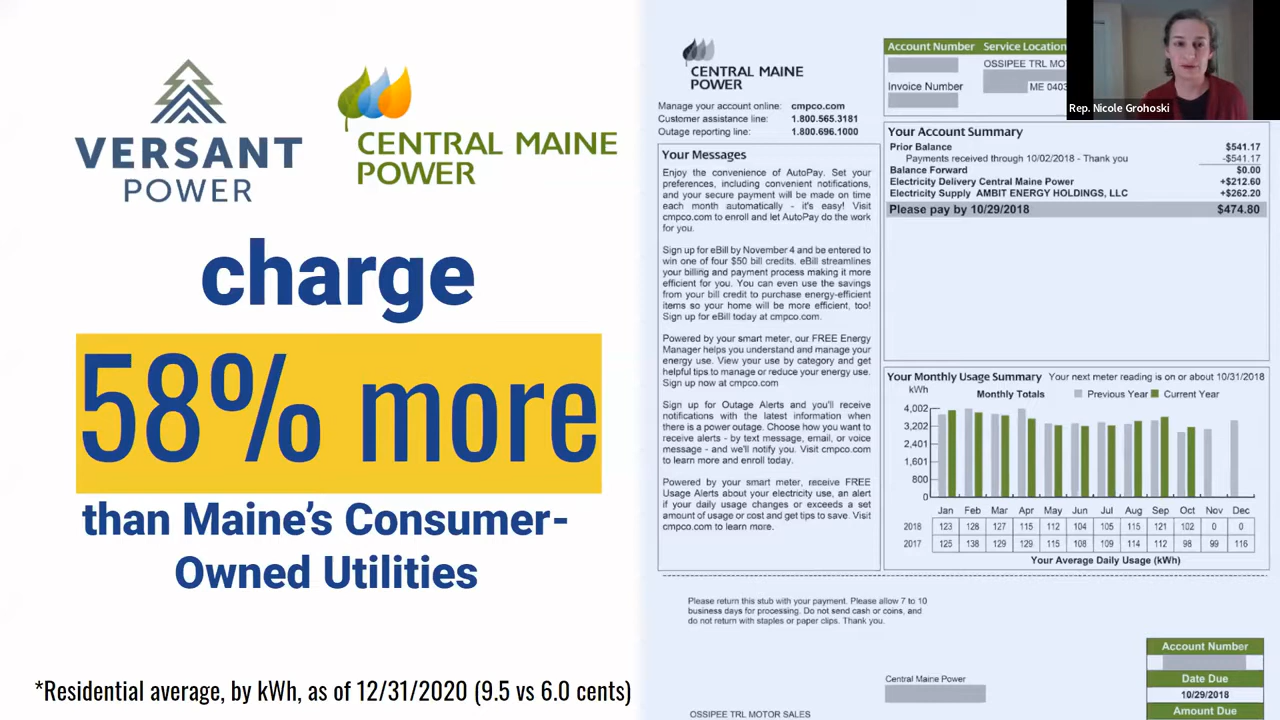 VERSANT
POWER
CENTRAL MAINE
POWER
charge
58% more
than Maine's Consumer-
Owned Utilities
*Residential average, by kWh, as of 12/31/2020 (9.5 vs 6.0 cents)
CENTRAL MAINE
POWER
Manage your account online: cmpco.com
Customer assistance line: 1.800.565.3181
Outage reporting line: 1.800.696.1000
Your Messages
Enjoy the convenience of AutoPay. Set your
preferences, including convenient notifications,
and your secure payment will be made on time
each month automatically - it's easy! Visit
cmpco.com to enroll and let AutoPay do the work
for you.
Sign up for eBill by November 4 and be entered to
win one of four $50 bill credits. eBill streamlines
your billing and payment process making it more
efficient for you. You can even use the savings
from your bill credit to purchase energy-efficient
items so your home will be more efficient, too!
Sign up for eBill today at cmpco.com.
Powered by your smart meter, our FREE Energy
Manager helps you understand and manage your
energy use. View your use by category and get
helpful tips to manage or reduce your energy use.
Sign up now at cmpco.com
Sign up for Outage Alerts and you'll receive
notifications with the latest information when
there is a power outage. Choose how you want to
receive alerts - by text message, email, or voice
message - and we'll notify you. Visit cmpco.com
to learn more and enroll today.
Powered by your smart meter, receive FREE
Usage Alerts about your electricity use, an alert
if your daily usage changes or exceeds a set
amount of usage or cost and get tips to save. Visit
cmpco.com to learn more.
Account Number Service Location
OSSIPEE TRL MOTO
Invoice Number
ME 0403
Rep. Nicole Grohoski
Your Account Summary
Prior Balance $541.17
Payments received through 10/02/2018 - Thank you -$541.17
Balance Forward $0.00
Electricity Delivery Central Maine Power +$212.60
Electricity Supply AMBIT ENERGY HOLDINGS, LLC +$262.20
Please pay by 10/29/2018 $474.80
Your Monthly Usage Summary Your next meter reading is on or about 10/31/2018
kWh Monthly Totals Previous Year Current Year
4,002
3,202
2,401
1,601
800
0
Jan Feb Mar Apr May Jun Jul Aug Sep Oct Nov Dec
2018 123 128 127 115 112 104 105 115 121 102 0 0
2017 125 138 129 129 115 108 109 114 112 98 99 116
Your Average Daily Usage (kWh)
Please return this stub with your payment. Please allow 7 to 10
business days for processing. Do not send cash or coins, and
do not return with staples or paper clips. Thank you.
Central Maine Power
OSSIPEE TRL MOTOR SALES
Account Number
Date Due
10/29/2018
Amount Due